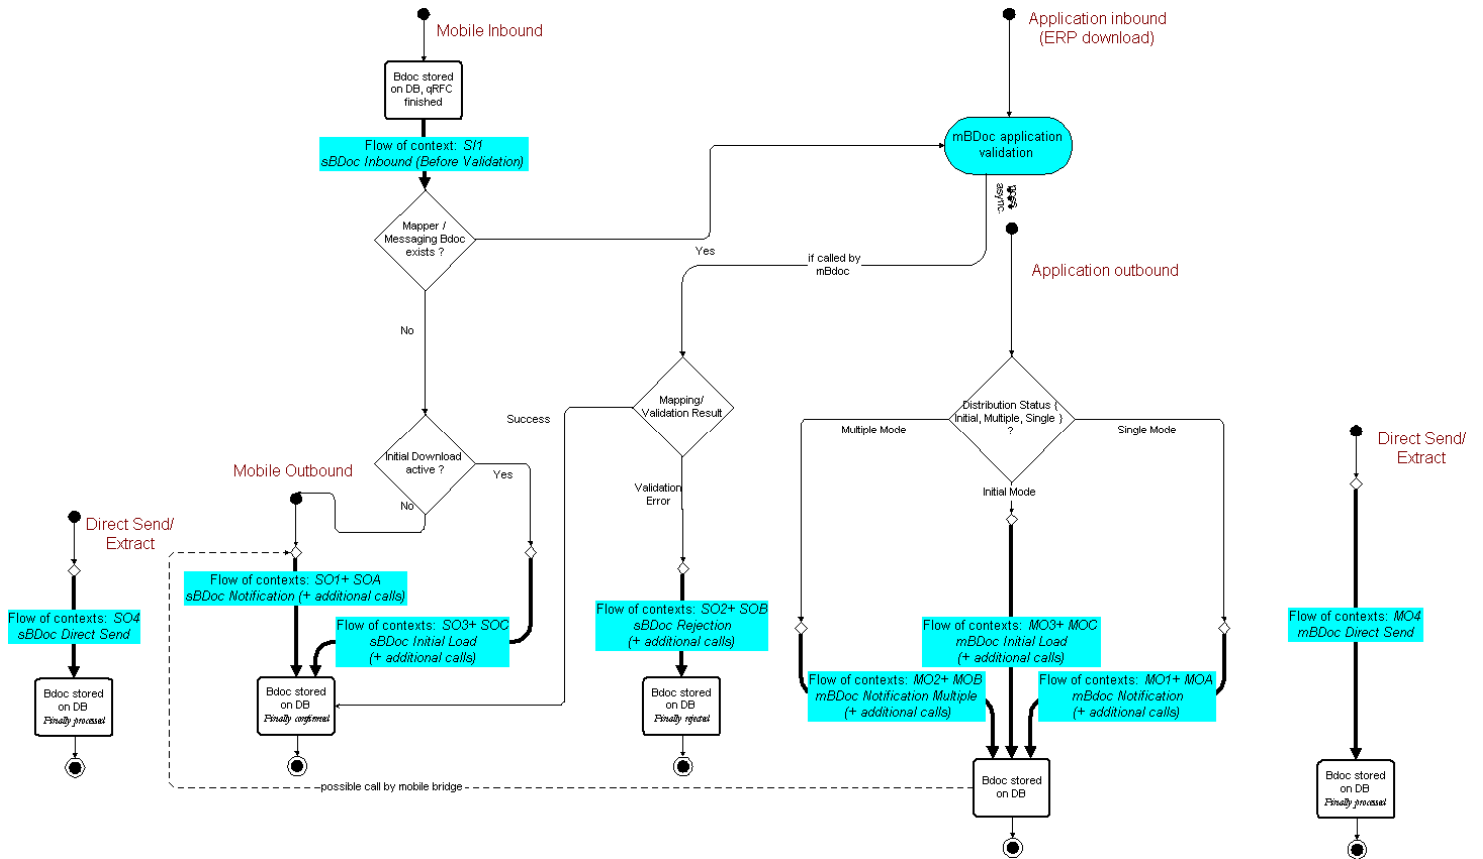 Mobile Inbound
Application inbound
(ERP download)
Bdoc stored
on DB, qRFC
finished
Flow of context: SI1
sBDoc Inbound (Before Validation)
mBDoc application
validation
async.
Mapper /
Messaging Bdoc
exists ?
Yes
if called by
mBdoc
Application outbound
No
Mapping/
Validation Result
Success
Distribution Status {
Initial, Multiple, Single }
?
Multiple Mode
Single Mode
Initial Mode
Direct Send/
Extract
Initial Download
active ?
Yes
No
Mobile Outbound
Validation
Error
Direct Send/
Extract
Flow of contexts: SO1+ SOA
sBDoc Notification (+ additional calls)
Flow of contexts: SO4
sBDoc Direct Send
Flow of contexts: SO3+ SOC
sBDoc Initial Load
(+ additional calls)
Flow of contexts: SO2+ SOB
sBDoc Rejection
(+ additional calls)
Flow of contexts: MO3+ MOC
mBDoc Initial Load
(+ additional calls)
Flow of contexts: MO4
mBDoc Direct Send
Flow of contexts: MO2+ MOB
mBDoc Notification Multiple
(+ additional calls)
Flow of contexts: MO1+ MOA
mBdoc Notification
(+ additional calls)
Bdoc stored
on DB
Finally processed
Bdoc stored
on DB
Finally confirmed
Bdoc stored
on DB
Finally rejected
Bdoc stored
on DB
Bdoc stored
on DB
Finally processed
possible call by mobile bridge